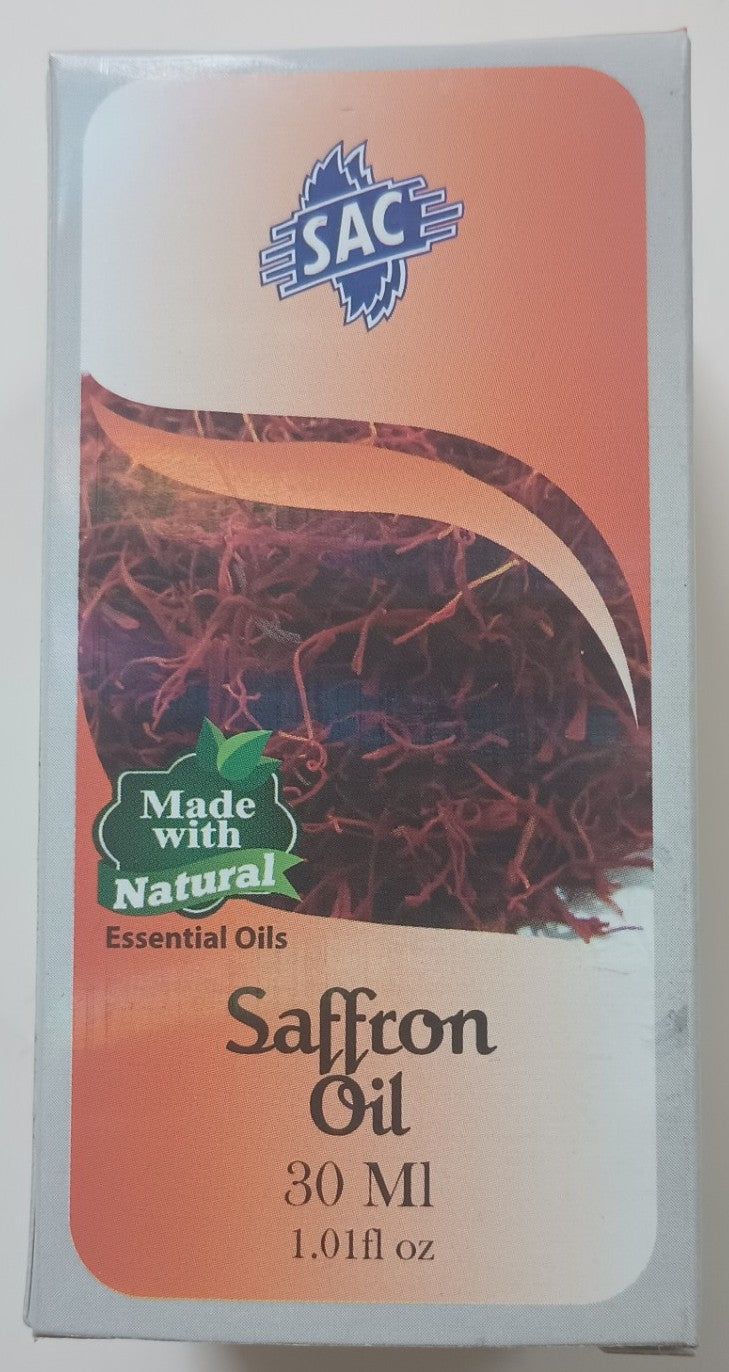 SAC
Made
with
Natural
Essential Oils
Saffron
Oil
30 Ml
1.01fl oz